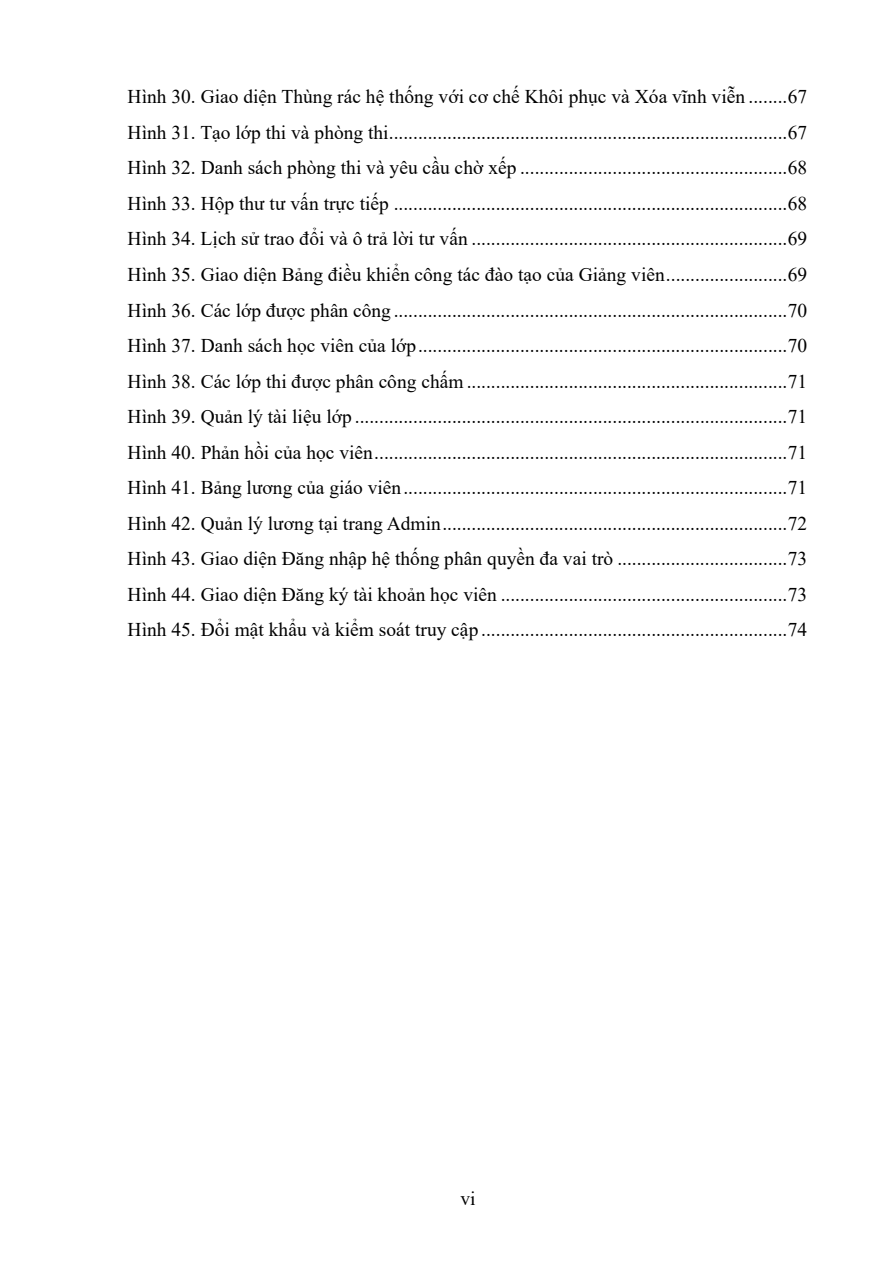 Hình 30. Giao diện Thùng rác hệ thống với cơ chế Khôi phục và Xóa vĩnh viễn ........67
Hình 31. Tạo lớp thi và phòng thi..................................................................................67
Hình 32. Danh sách phòng thi và yêu cầu chờ xếp .......................................................68
Hình 33. Hộp thư tư vấn trực tiếp .................................................................................68
Hình 34. Lịch sử trao đổi và ô trả lời tư vấn .................................................................69
Hình 35. Giao diện Bảng điều khiển công tác đào tạo của Giảng viên.........................69
Hình 36. Các lớp được phân công .................................................................................70
Hình 37. Danh sách học viên của lớp............................................................................70
Hình 38. Các lớp thi được phân công chấm ..................................................................71
Hình 39. Quản lý tài liệu lớp .........................................................................................71
Hình 40. Phản hồi của học viên.....................................................................................71
Hình 41. Bảng lương của giáo viên...............................................................................71
Hình 42. Quản lý lương tại trang Admin.......................................................................72
Hình 43. Giao diện Đăng nhập hệ thống phân quyền đa vai trò ...................................73
Hình 44. Giao diện Đăng ký tài khoản học viên ...........................................................73
Hình 45. Đổi mật khẩu và kiểm soát truy cập...............................................................74
vi